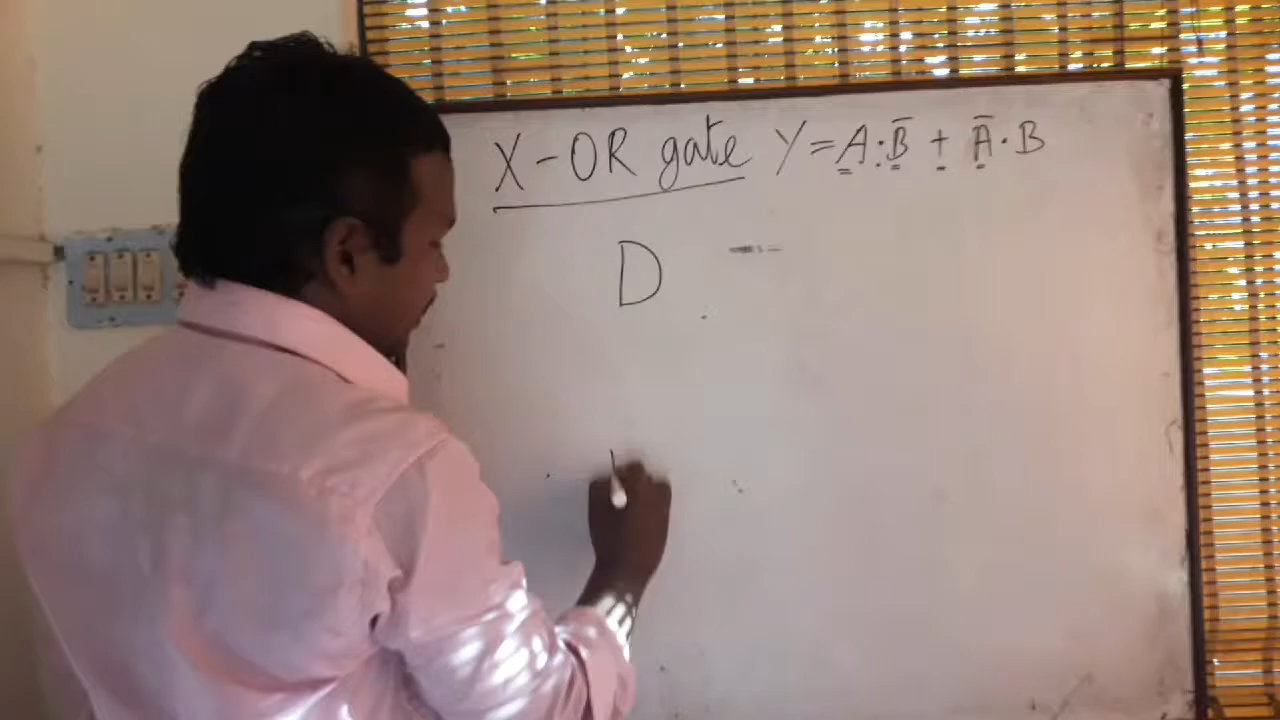 X-OR gate Y = A·B̅ + A̅·B
D